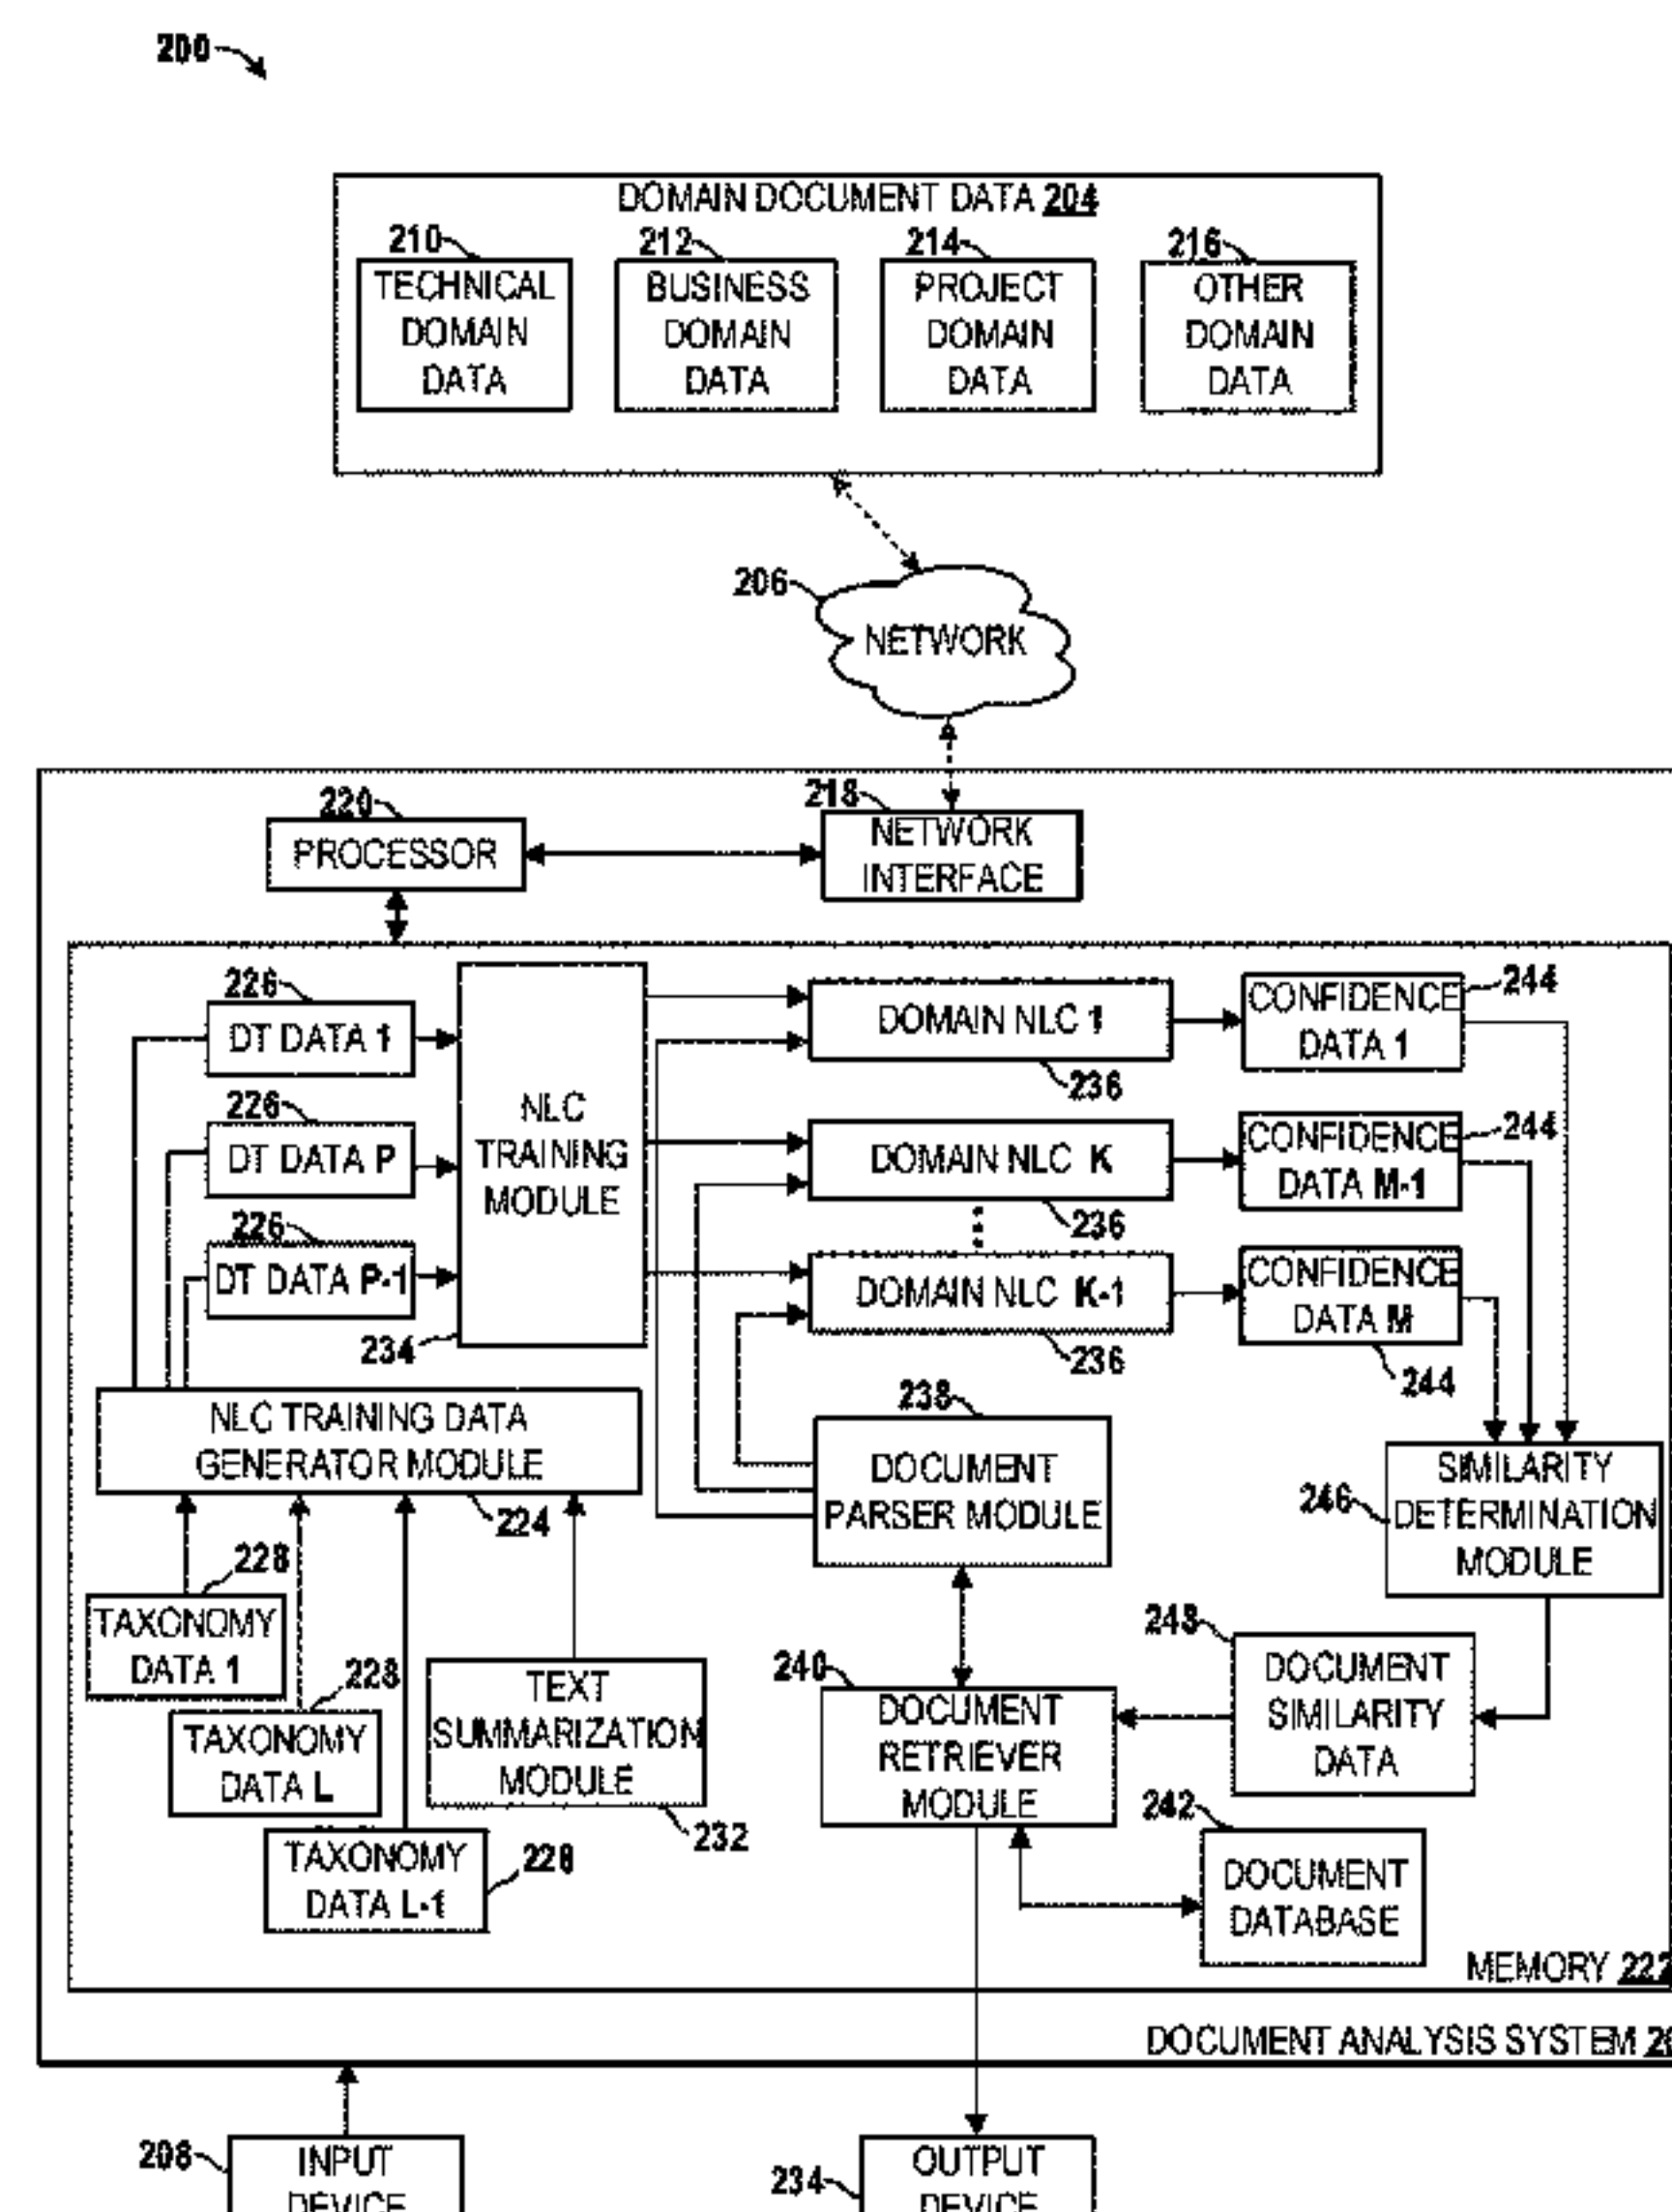 200
DOMAIN DOCUMENT DATA 204
210
212
214
216
TECHNICAL
DOMAIN
DATA
BUSINESS
DOMAIN
DATA
PROJECT
DOMAIN
DATA
OTHER
DOMAIN
DATA
206
NETWORK
220
PROCESSOR
218
NETWORK
INTERFACE
226
DT DATA 1
226
DT DATA P
226
DT DATA P-1
NLC
TRAINING
MODULE
234
DOMAIN NLC 1
236
DOMAIN NLC K
236
DOMAIN NLC K-1
236
CONFIDENCE
DATA 1
244
CONFIDENCE
DATA M-1
244
CONFIDENCE
DATA M
244
NLC TRAINING DATA
GENERATOR MODULE
224
238
DOCUMENT
PARSER MODULE
246
SIMILARITY
DETERMINATION
MODULE
228
TAXONOMY
DATA 1
228
TAXONOMY
DATA L
TAXONOMY
DATA L-1
228
TEXT
SUMMARIZATION
MODULE
232
240
DOCUMENT
RETRIEVER
MODULE
248
DOCUMENT
SIMILARITY
DATA
242
DOCUMENT
DATABASE
MEMORY 222
DOCUMENT ANALYSIS SYSTEM
208
INPUT
DEVICE
234
OUTPUT
DEVICE